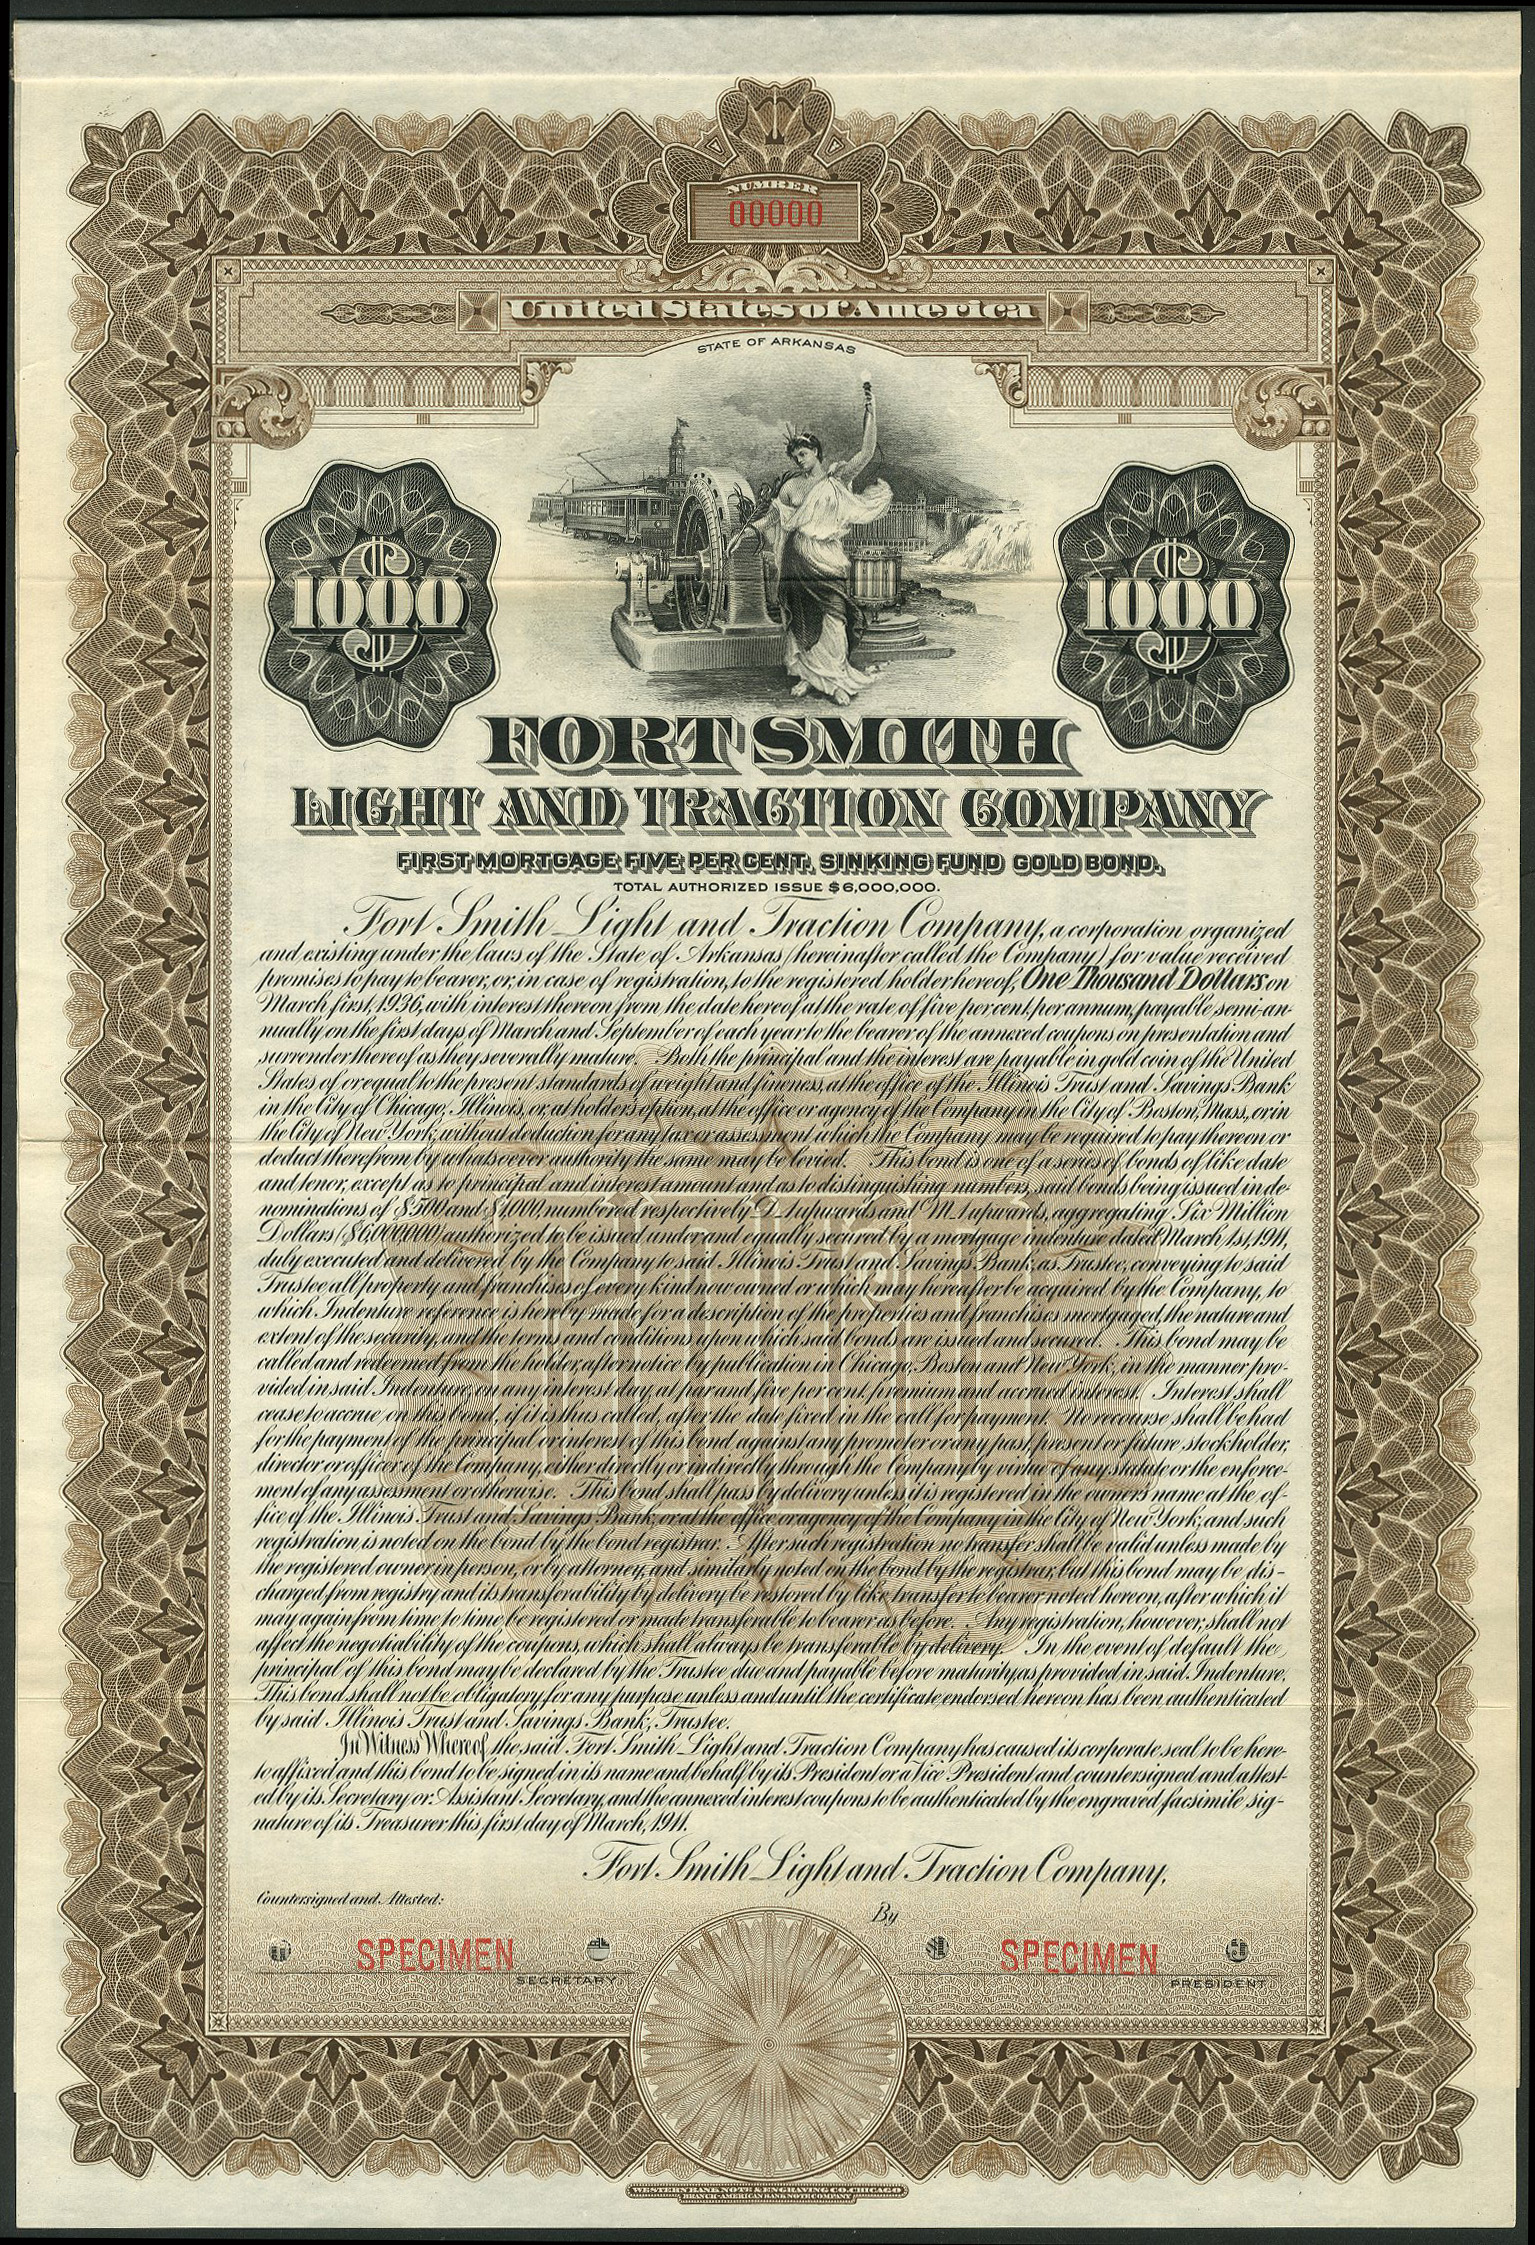 NUMBER
00000
United States of America
STATE OF ARKANSAS
$1000
$1000
FORT SMITH
LIGHT AND TRACTION COMPANY
FIRST MORTGAGE FIVE PER CENT. SINKING FUND GOLD BOND.
TOTAL AUTHORIZED ISSUE $6,000,000.
Fort Smith Light and Traction Company, a corporation organized
and existing under the laws of the State of Arkansas (hereinafter called the Company) for value received
promises to pay to bearer, or, in case of registration, to the registered holder hereof, One Thousand Dollars on
March first, 1936, with interest thereon from the date hereof at the rate of five per cent. per annum, payable semi-an-
nually on the first days of March and September of each year to the bearer of the annexed coupons on presentation and
surrender thereof as they severally mature. Both the principal and the interest are payable in gold coin of the United
States of or equal to the present standards of weight and fineness, at the office of the Illinois Trust and Savings Bank
in the City of Chicago, Illinois, or, at holders option, at the office or agency of the Company in the City of Boston, Mass, or in
the City of New York, without deduction for any tax or assessment which the Company may be required to pay thereon or
deduct therefrom by whatsoever authority the same may be levied. This bond is one of a series of bonds of like date
and tenor, except as to principal and interest amount and as to distinguishing numbers, said bonds being issued in de-
nominations of $500 and $1,000, numbered respectively D-1 upwards and M-1 upwards, aggregating Six Million
Dollars ($6,000,000) authorized to be issued under and equally secured by a mortgage indenture dated March 1st, 1911,
duly executed and delivered by the Company to said Illinois Trust and Savings Bank, as Trustee, conveying to said
Trustee all property and franchises of every kind now owned or which may hereafter be acquired by the Company, to
which Indenture reference is hereby made for a description of the properties and franchises mortgaged, the nature and
extent of the security, and the terms and conditions upon which said bonds are issued and secured. This bond may be
called and redeemed from the holder, after notice by publication in Chicago, Boston and New York, in the manner pro-
vided in said Indenture, on any interest day, at par and five per cent. premium and accrued interest. Interest shall
cease to accrue on this bond, if it is thus called, after the date fixed in the call for payment. No recourse shall be had
for the payment of the principal or interest of this bond against any promoter or any past, present or future stockholder,
director or officer of the Company, either directly or indirectly through the Company by virtue of any statute or the enforce-
ment of any assessment or otherwise. This bond shall pass by delivery unless it is registered in the owners name at the of-
fice of the Illinois Trust and Savings Bank, or at the office or agency of the Company in the City of New York, and such
registration is noted on the bond by the bond registrar. After such registration no transfer shall be valid unless made by
the registered owner in person, or by attorney, and similarly noted on the bond by the registrar, but this bond may be dis-
charged from registry and its transferability by delivery be restored by like transfer to bearer noted hereon, after which it
may again from time to time be registered or made transferable to bearer as before. Any registration, however, shall not
affect the negotiability of the coupons, which shall always be transferable by delivery. In the event of default the
principal of this bond may be declared by the Trustee due and payable before maturity, as provided in said Indenture.
This bond shall not be obligatory for any purpose unless and until the certificate endorsed hereon has been authenticated
by said Illinois Trust and Savings Bank, Trustee.
In Witness Whereof the said Fort Smith Light and Traction Company has caused its corporate seal to be here-
to affixed and this bond to be signed in its name and behalf by its President or a Vice President and countersigned and attest-
ed by its Secretary or Assistant Secretary, and the annexed interest coupons to be authenticated by the engraved facsimile sig-
nature of its Treasurer this first day of March, 1911.
Fort Smith Light and Traction Company,
Countersigned and Attested:
By
SPECIMEN
SPECIMEN
SECRETARY
PRESIDENT
WESTERN BANK NOTE & ENGRAVING CO. CHICAGO
BRANCH-AMERICAN BANK NOTE COMPANY